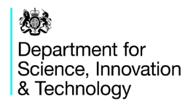 Department for
Science, Innovation
& Technology